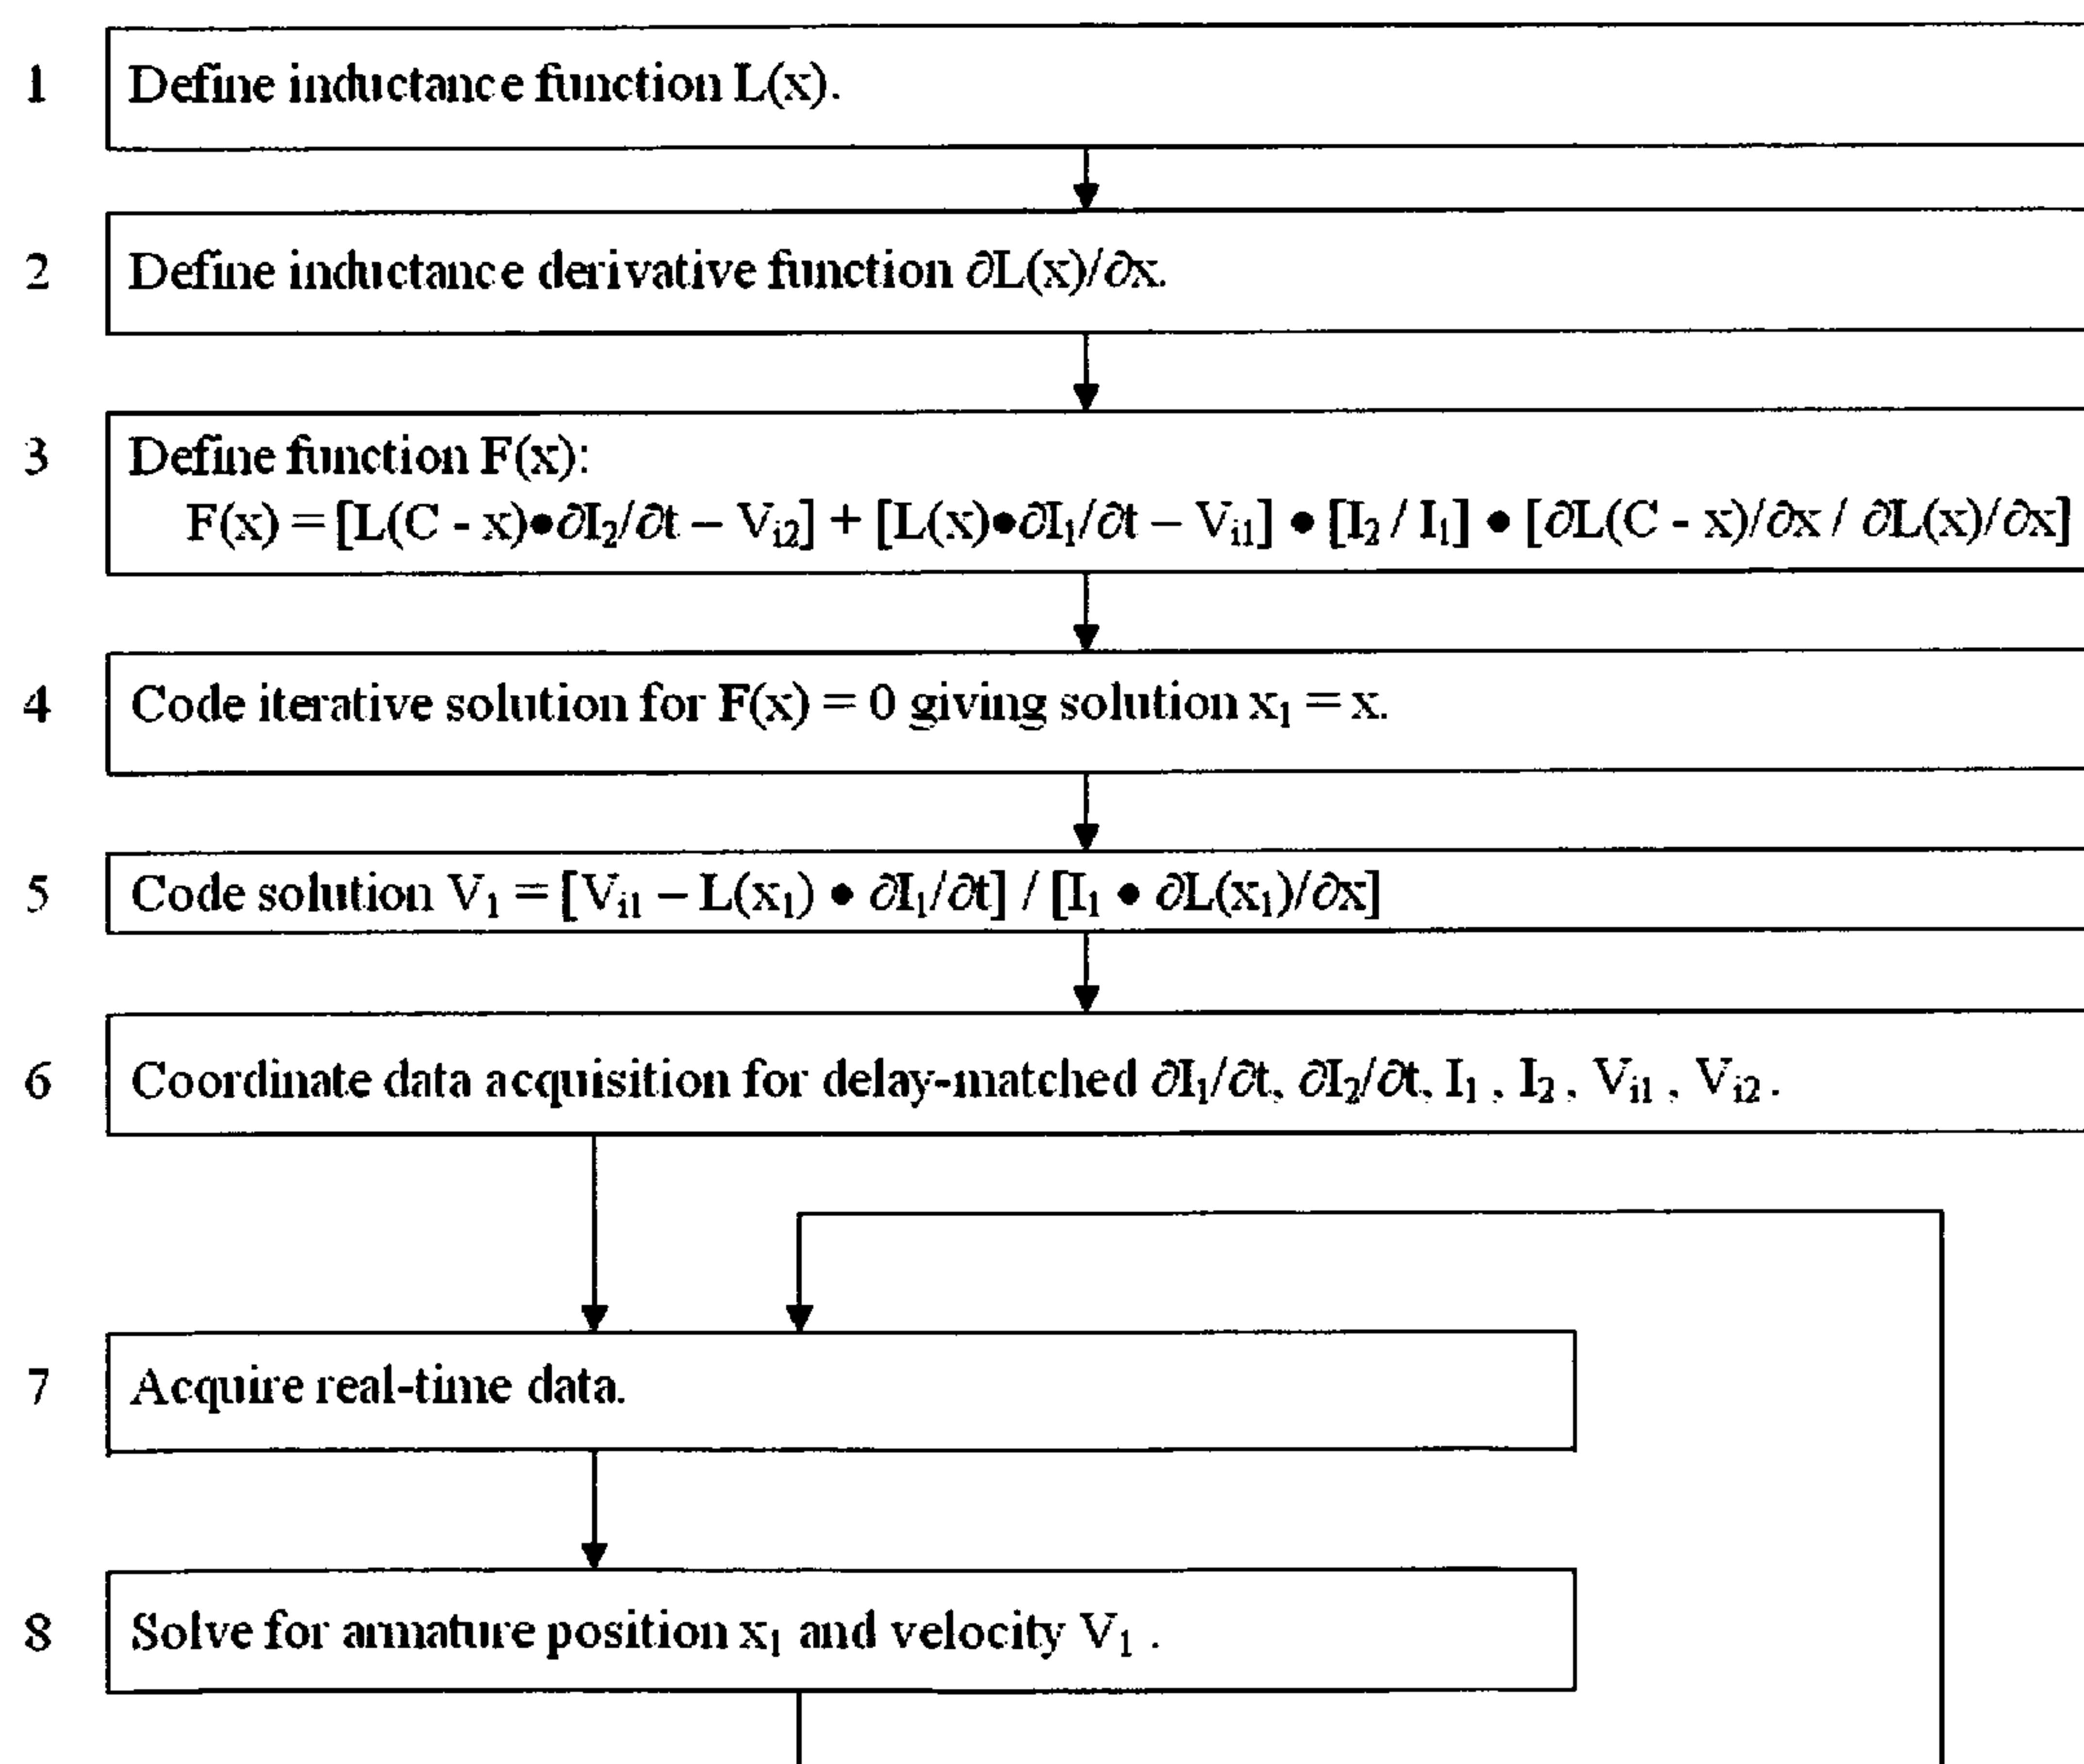 1 Define inductance function L(x).
2 Define inductance derivative function ∂L(x)/∂x.
3 Define function F(x):
F(x) = [L(C - x)●∂I₂/∂t – Vᵢ₂] + [L(x)●∂I₁/∂t – Vᵢ₁] ● [I₂ / I₁] ● [∂L(C - x)/∂x / ∂L(x)/∂x]
4 Code iterative solution for F(x) = 0 giving solution x₁ = x.
5 Code solution V₁ = [Vᵢ₁ – L(x₁) ● ∂I₁/∂t] / [I₁ ● ∂L(x₁)/∂x]
6 Coordinate data acquisition for delay-matched ∂I₁/∂t, ∂I₂/∂t, I₁ , I₂ , Vᵢ₁ , Vᵢ₂ .
7 Acquire real-time data.
8 Solve for armature position x₁ and velocity V₁ .